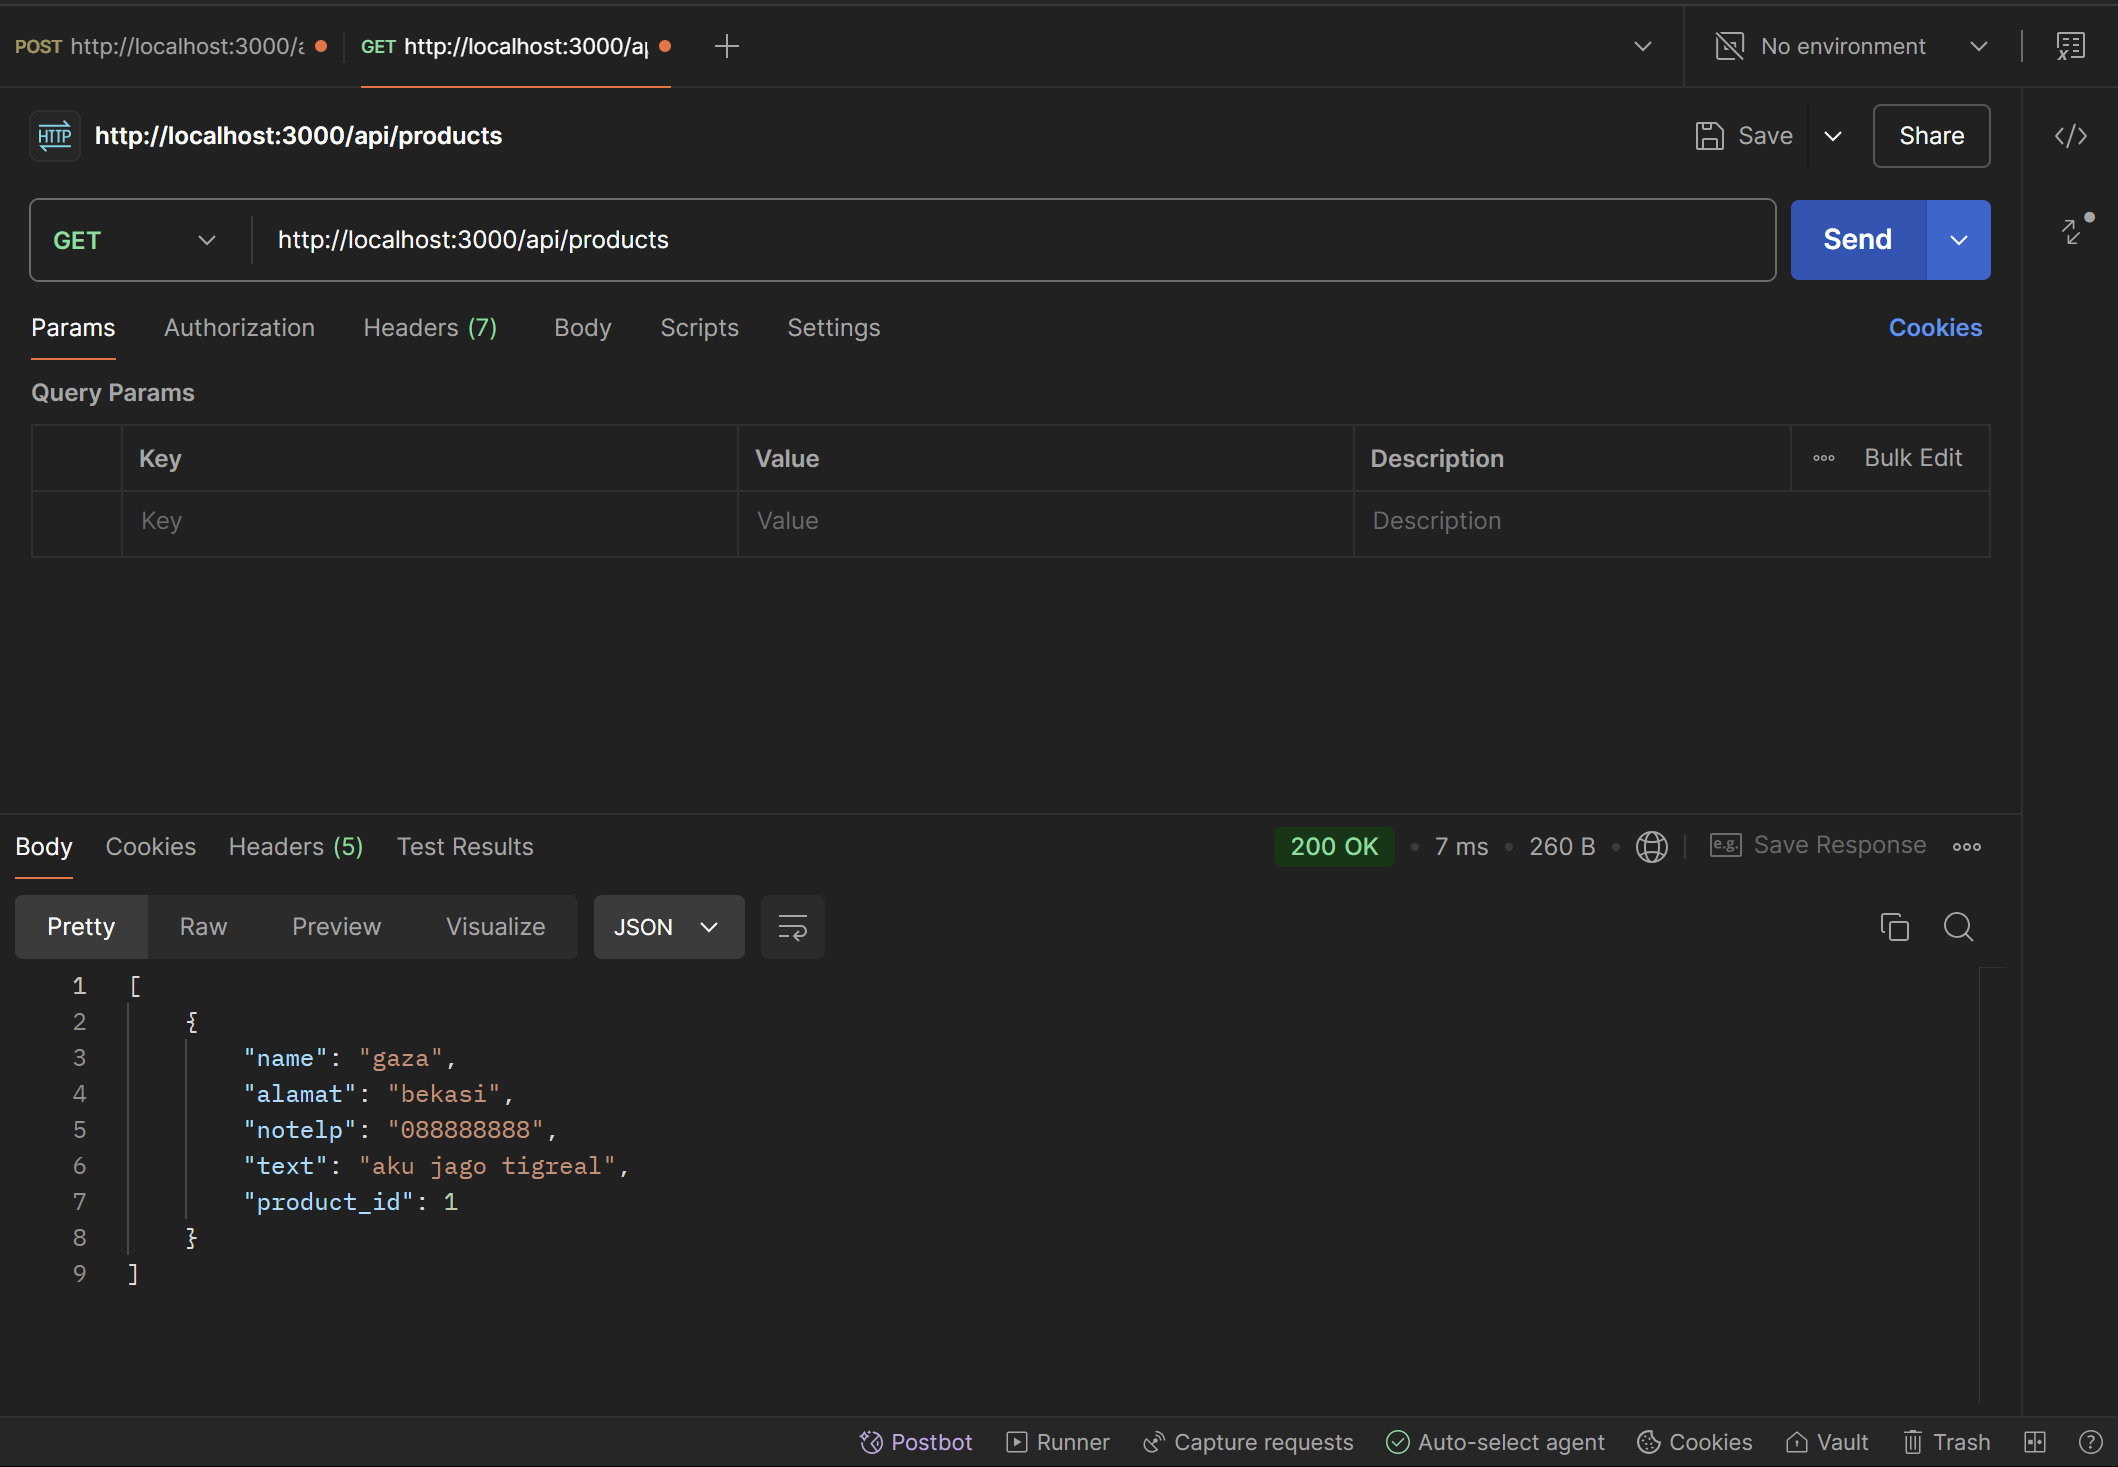 POST http://localhost:3000/a
GET http://localhost:3000/ap
No environment
HTTP http://localhost:3000/api/products
Save
Share
GET http://localhost:3000/api/products
Send
Params Authorization Headers (7) Body Scripts Settings
Cookies
Query Params
Key Value Description Bulk Edit
Key Value Description
Body Cookies Headers (5) Test Results
200 OK • 7 ms • 260 B
e.g. Save Response
Pretty Raw Preview Visualize JSON
1 [
2 {
3 "name": "gaza",
4 "alamat": "bekasi",
5 "notelp": "088888888",
6 "text": "aku jago tigreal",
7 "product_id": 1
8 }
9 ]
Postbot Runner Capture requests Auto-select agent Cookies Vault Trash